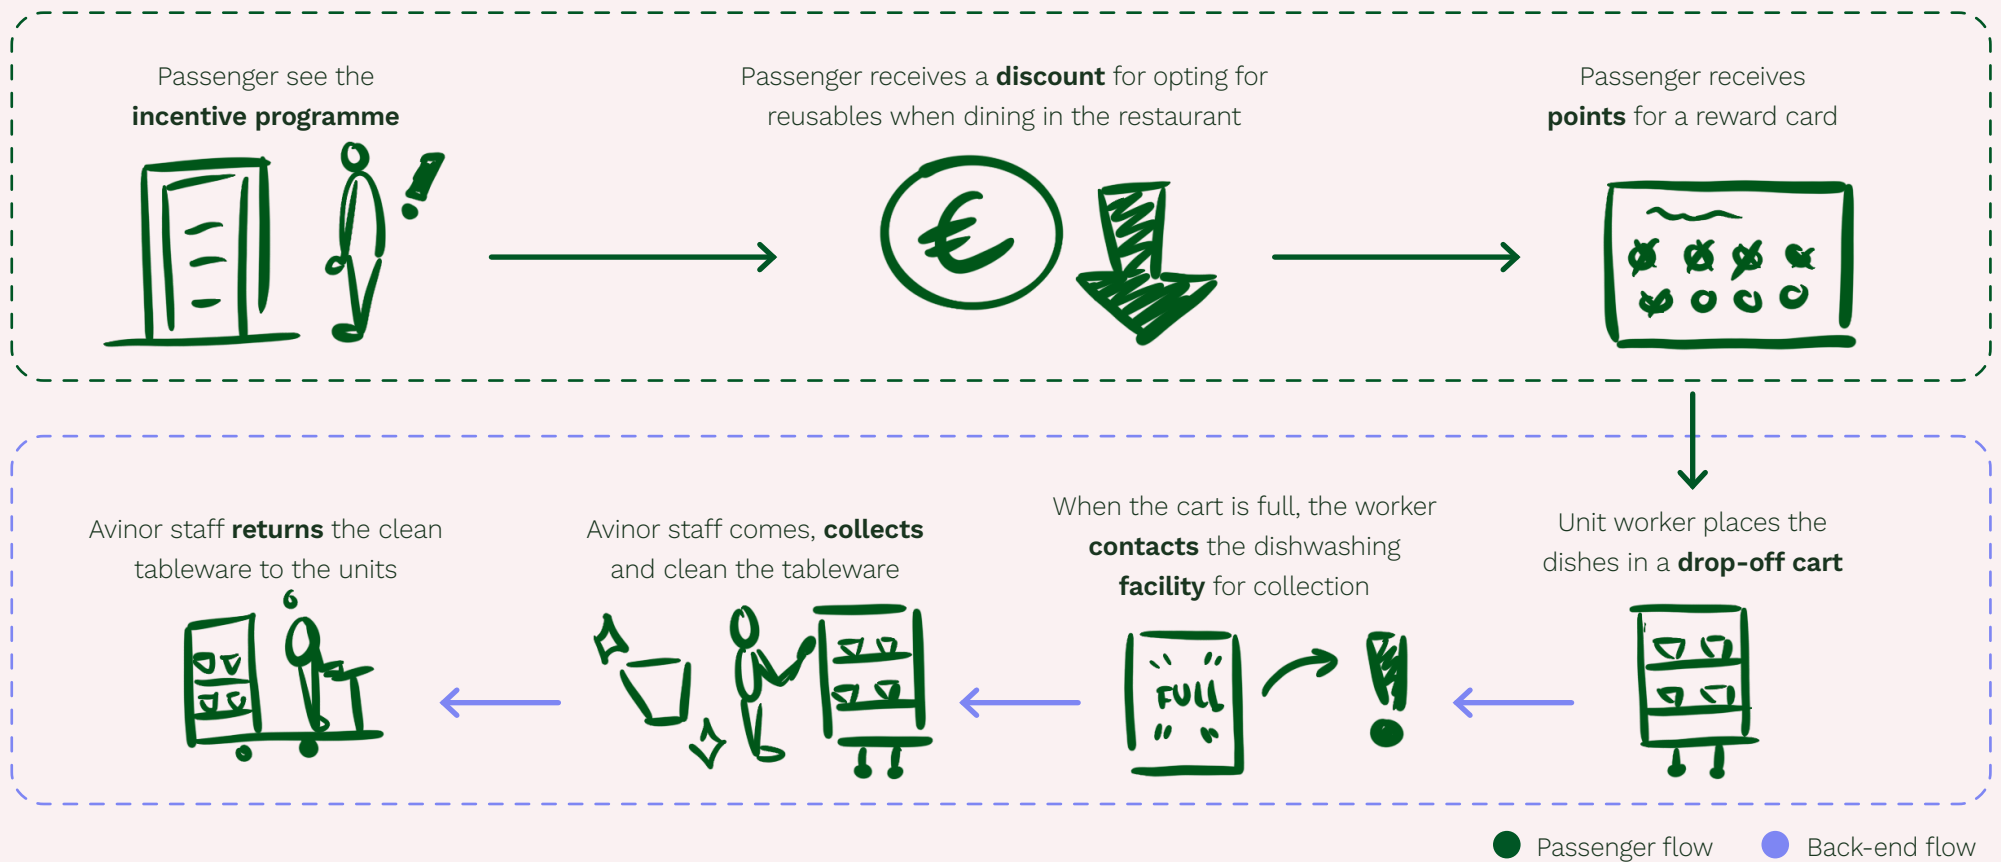 Passenger see the
incentive programme
Passenger receives a discount for opting for
reusables when dining in the restaurant
Passenger receives
points for a reward card
€
Unit worker places the
dishes in a drop-off cart
When the cart is full, the worker
contacts the dishwashing
facility for collection
FULL
Avinor staff comes, collects
and clean the tableware
Avinor staff returns the clean
tableware to the units
Passenger flow
Back-end flow